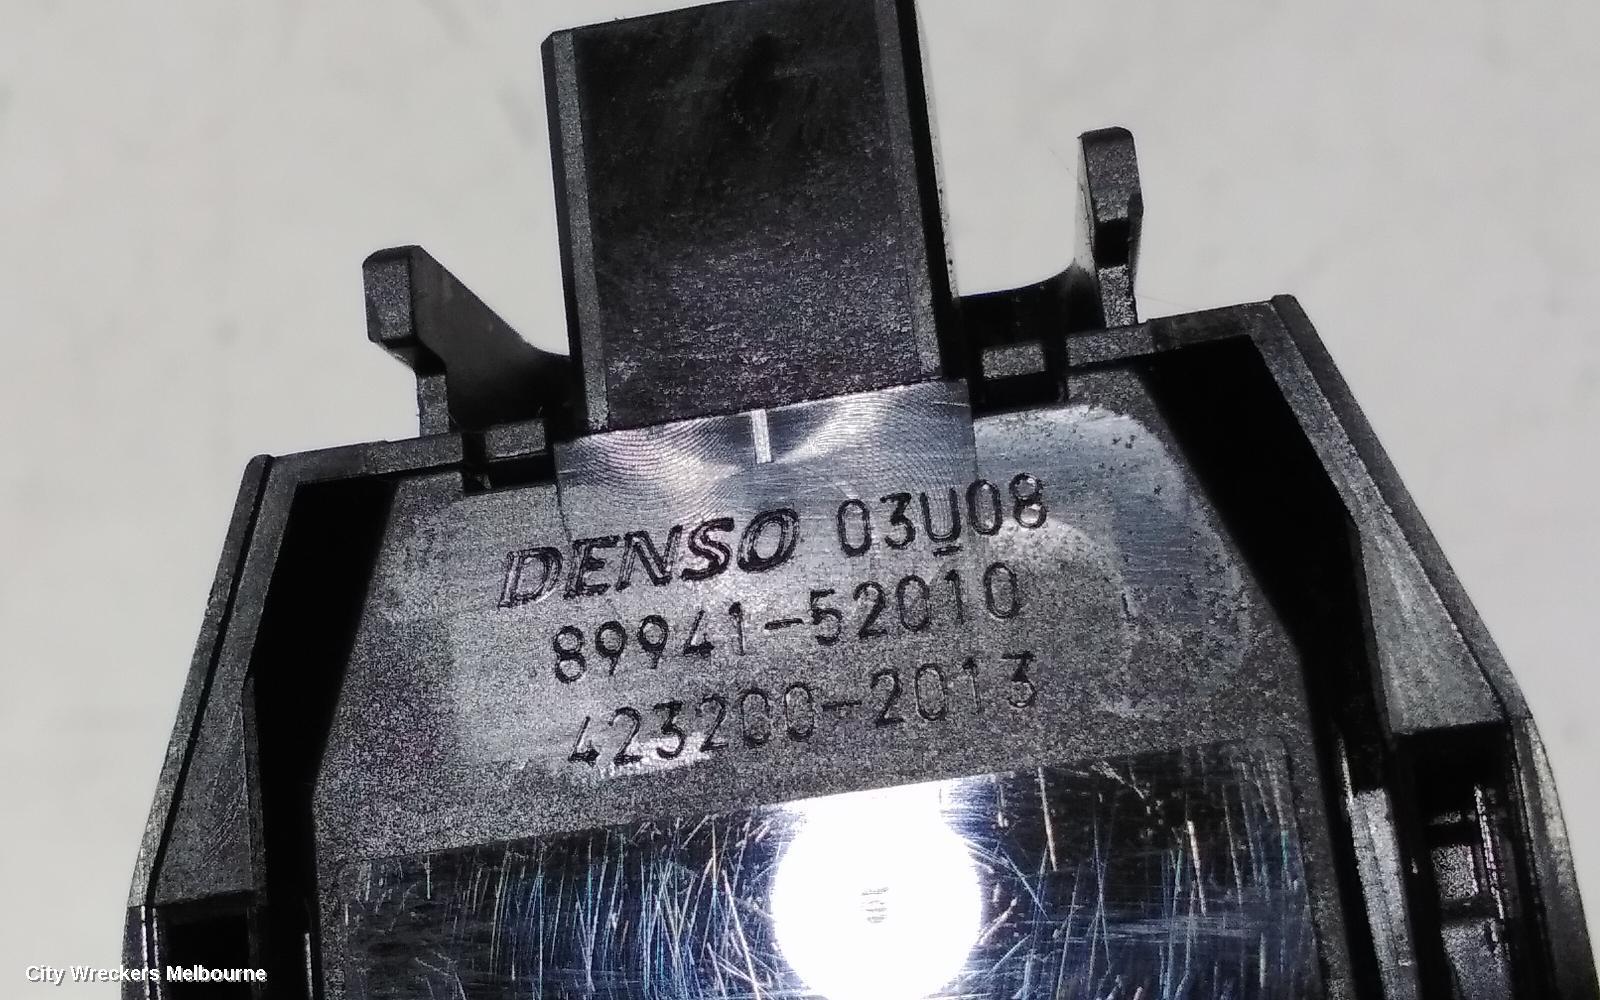 DENSO 03U08
89941-52010
423200-2013
City Wreckers Melbourne